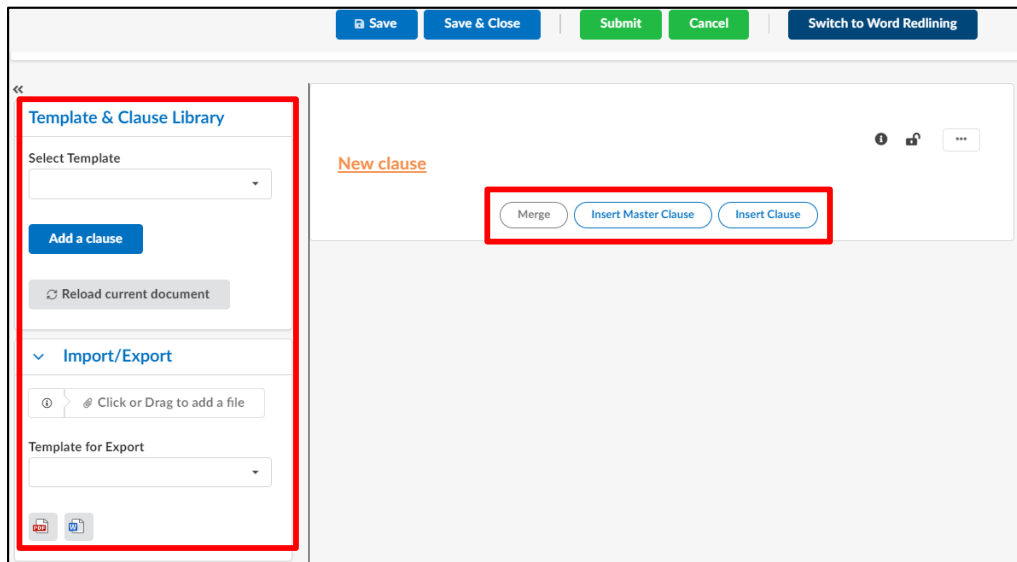 Save
Save & Close
Submit
Cancel
Switch to Word Redlining
«
Template & Clause Library
Select Template
Add a clause
Reload current document
Import/Export
Click or Drag to add a file
Template for Export
PDF
W
New clause
...
Merge
Insert Master Clause
Insert Clause